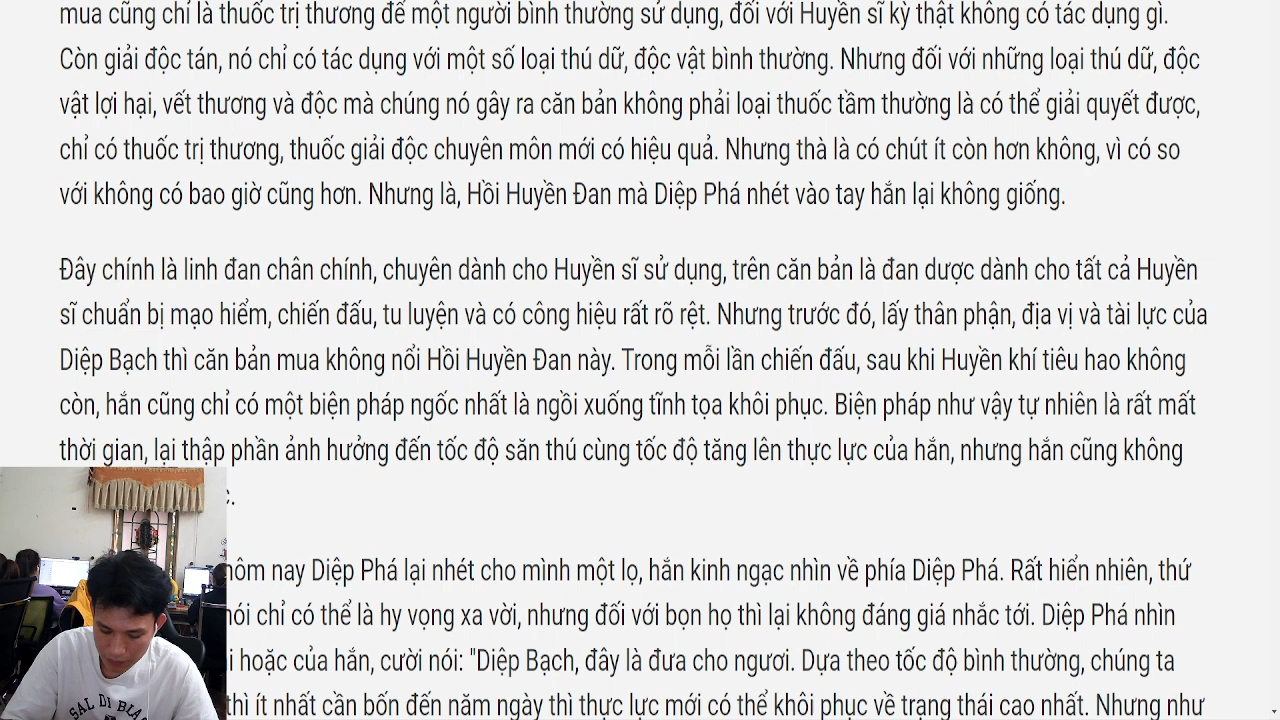 mua cũng chỉ là thuốc trị thương để một người bình thường sử dụng, đối với Huyền sĩ kỳ thật không có tác dụng gì.
Còn giải độc tán, nó chỉ có tác dụng với một số loại thú dữ, độc vật bình thường. Nhưng đối với những loại thú dữ, độc
vật lợi hại, vết thương và độc mà chúng nó gây ra căn bản không phải loại thuốc tầm thường là có thể giải quyết được,
chỉ có thuốc trị thương, thuốc giải độc chuyên môn mới có hiệu quả. Nhưng thà là có chút ít còn hơn không, vì có so
với không có bao giờ cũng hơn. Nhưng là, Hồi Huyền Đan mà Diệp Phá nhét vào tay hắn lại không giống.
Đây chính là linh đan chân chính, chuyên dành cho Huyền sĩ sử dụng, trên căn bản là đan dược dành cho tất cả Huyền
sĩ chuẩn bị mạo hiểm, chiến đấu, tu luyện và có công hiệu rất rõ rệt. Nhưng trước đó, lấy thân phận, địa vị và tài lực của
Diệp Bạch thì căn bản mua không nổi Hồi Huyền Đan này. Trong mỗi lần chiến đấu, sau khi Huyền khí tiêu hao không
còn, hắn cũng chỉ có một biện pháp ngốc nhất là ngồi xuống tĩnh tọa khôi phục. Biện pháp như vậy tự nhiên là rất mất
thời gian, lại thập phần ảnh hưởng đến tốc độ săn thú cùng tốc độ tăng lên thực lực của hắn, nhưng hắn cũng không
c.
hôm nay Diệp Phá lại nhét cho mình một lọ, hắn kinh ngạc nhìn về phía Diệp Phá. Rất hiển nhiên, thứ
nói chỉ có thể là hy vọng xa vời, nhưng đối với bọn họ thì lại không đáng giá nhắc tới. Diệp Phá nhìn
i hoặc của hắn, cười nói: "Diệp Bạch, đây là đưa cho ngươi. Dựa theo tốc độ bình thường, chúng ta
thì ít nhất cần bốn đến năm ngày thì thực lực mới có thể khôi phục về trạng thái cao nhất. Nhưng như
SAL DI BLA